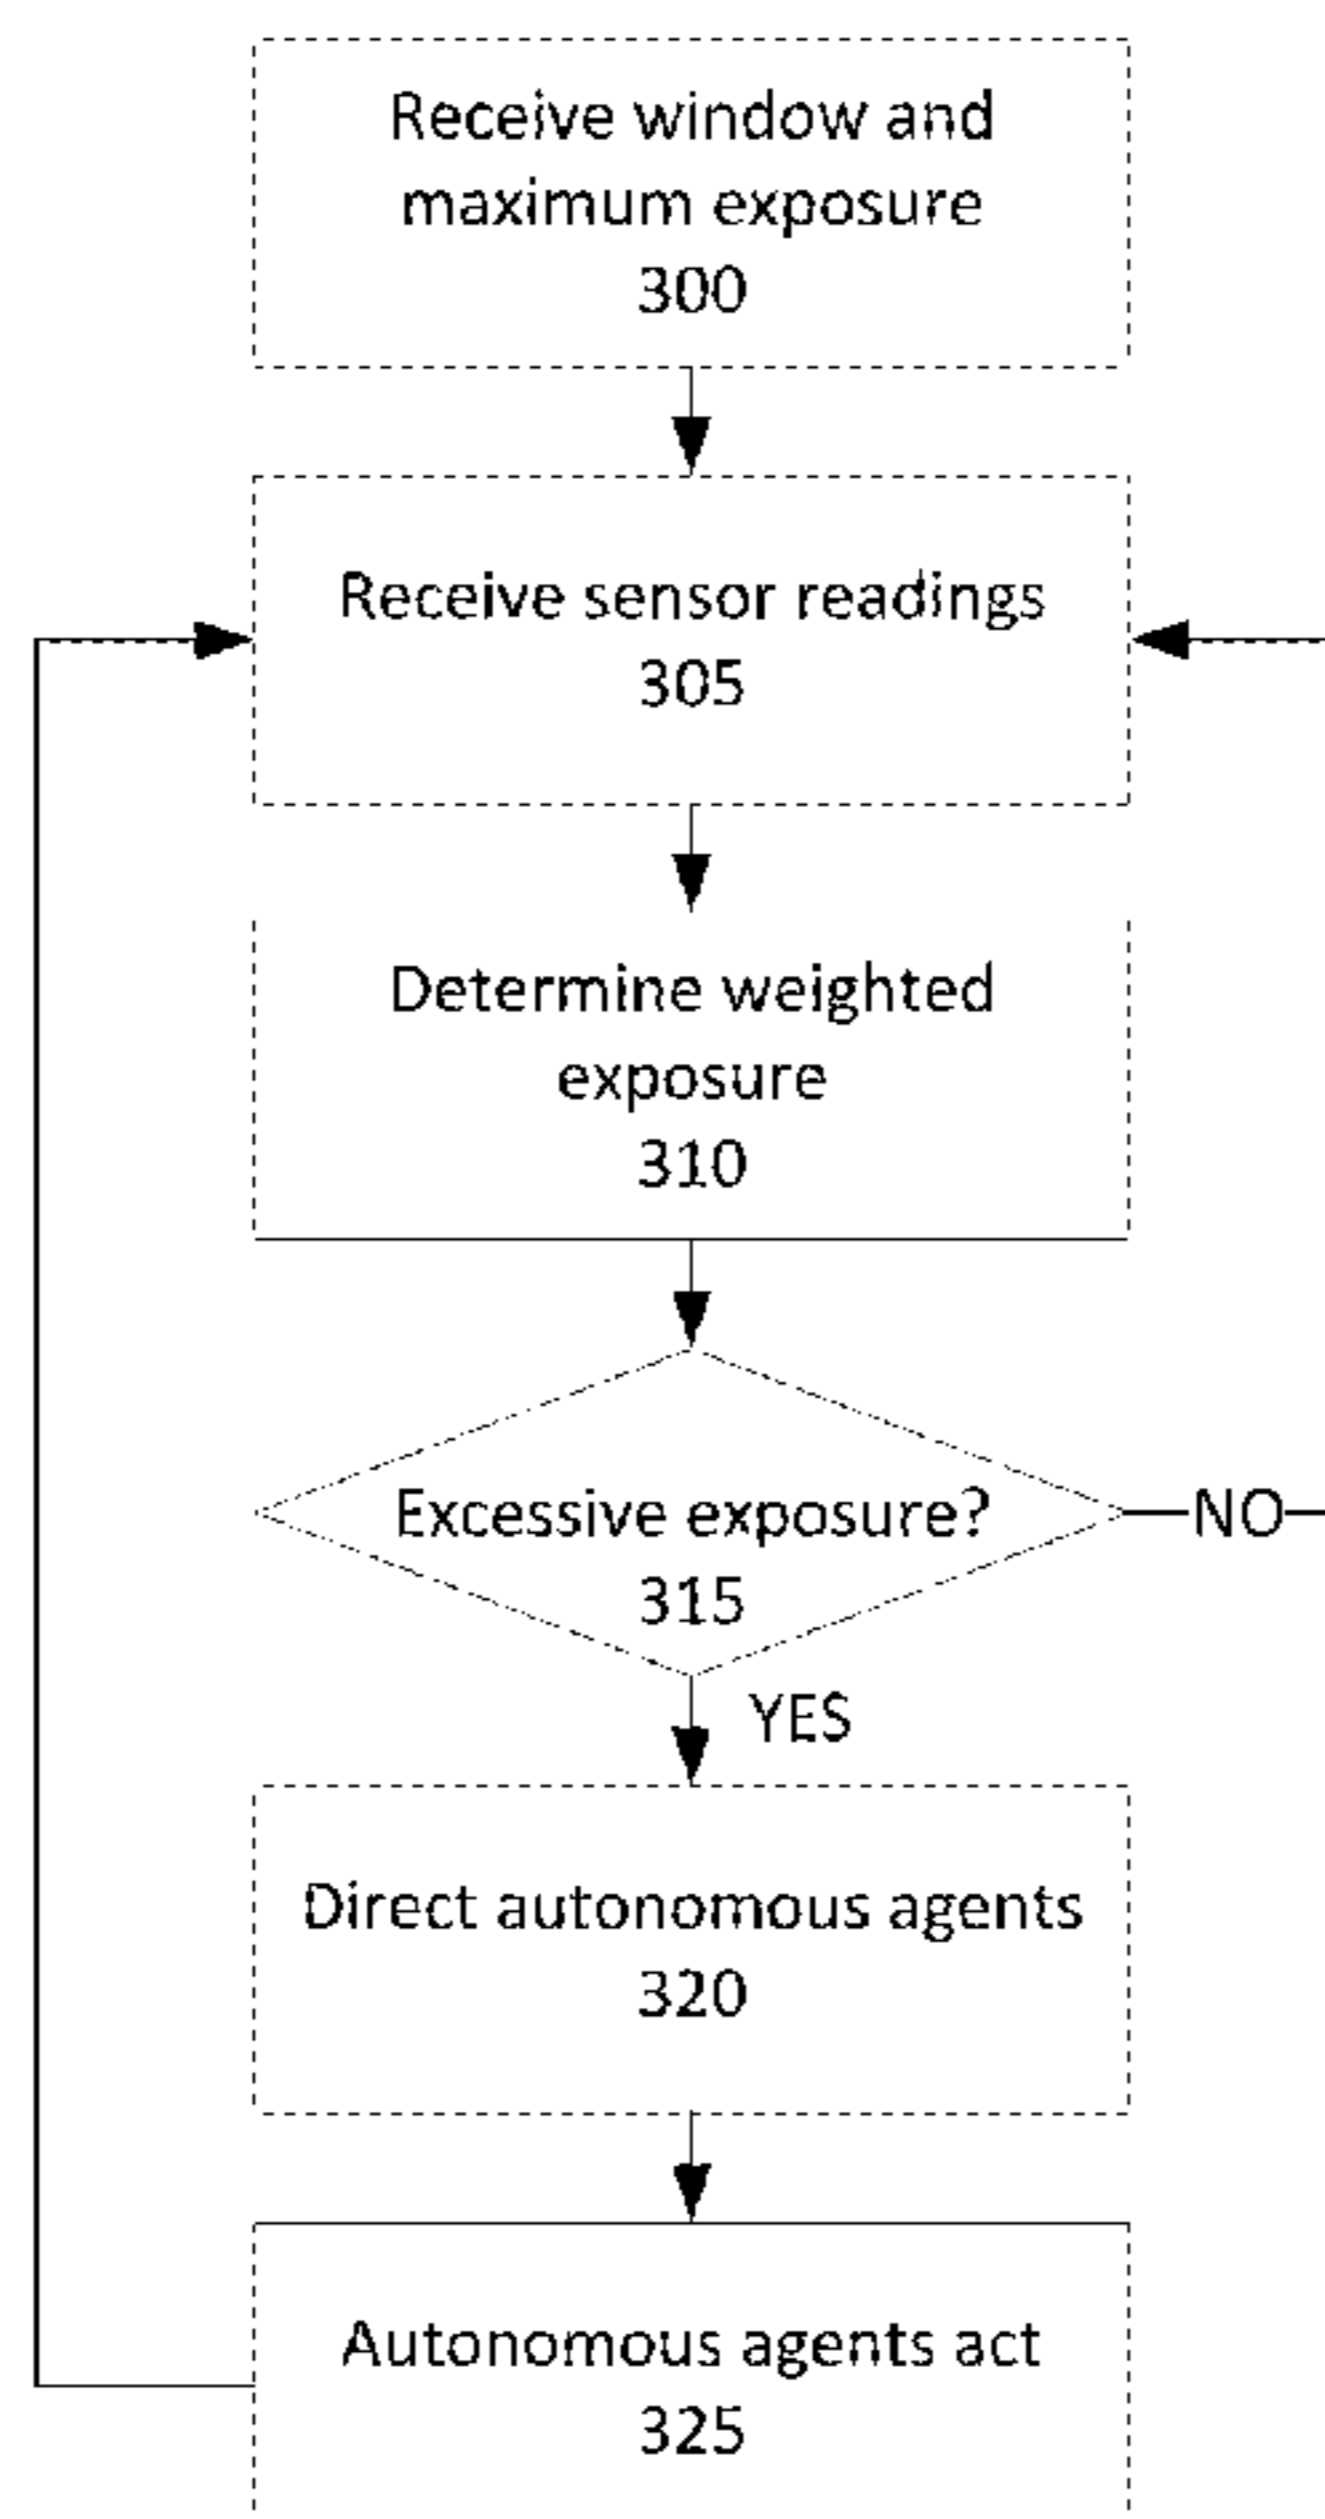 Receive window and
maximum exposure
300
Receive sensor readings
305
Determine weighted
exposure
310
Excessive exposure?
315
NO
YES
Direct autonomous agents
320
Autonomous agents act
325